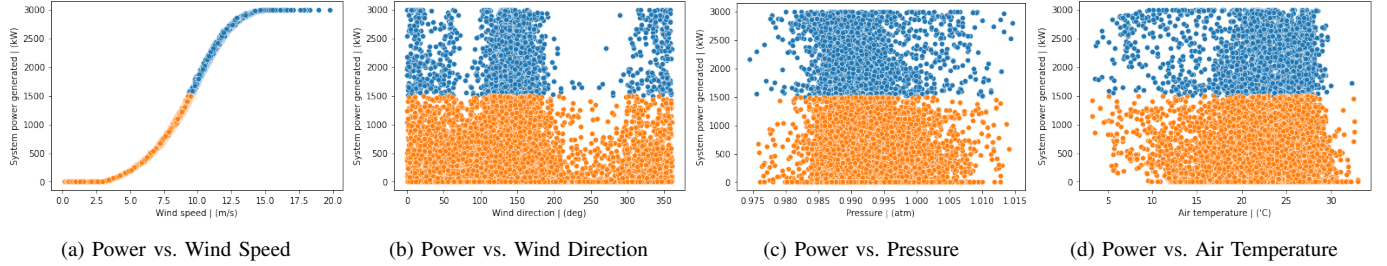 System power generated | (kW)
3000
2500
2000
1500
1000
500
0
0.0 2.5 5.0 7.5 10.0 12.5 15.0 17.5 20.0
Wind speed | (m/s)
(a) Power vs. Wind Speed
System power generated | (kW)
3000
2500
2000
1500
1000
500
0
0 50 100 150 200 250 300 350
Wind direction | (deg)
(b) Power vs. Wind Direction
System power generated | (kW)
3000
2500
2000
1500
1000
500
0
0.975 0.980 0.985 0.990 0.995 1.000 1.005 1.010 1.015
Pressure | (atm)
(c) Power vs. Pressure
System power generated | (kW)
3000
2500
2000
1500
1000
500
0
5 10 15 20 25 30
Air temperature | ('C)
(d) Power vs. Air Temperature